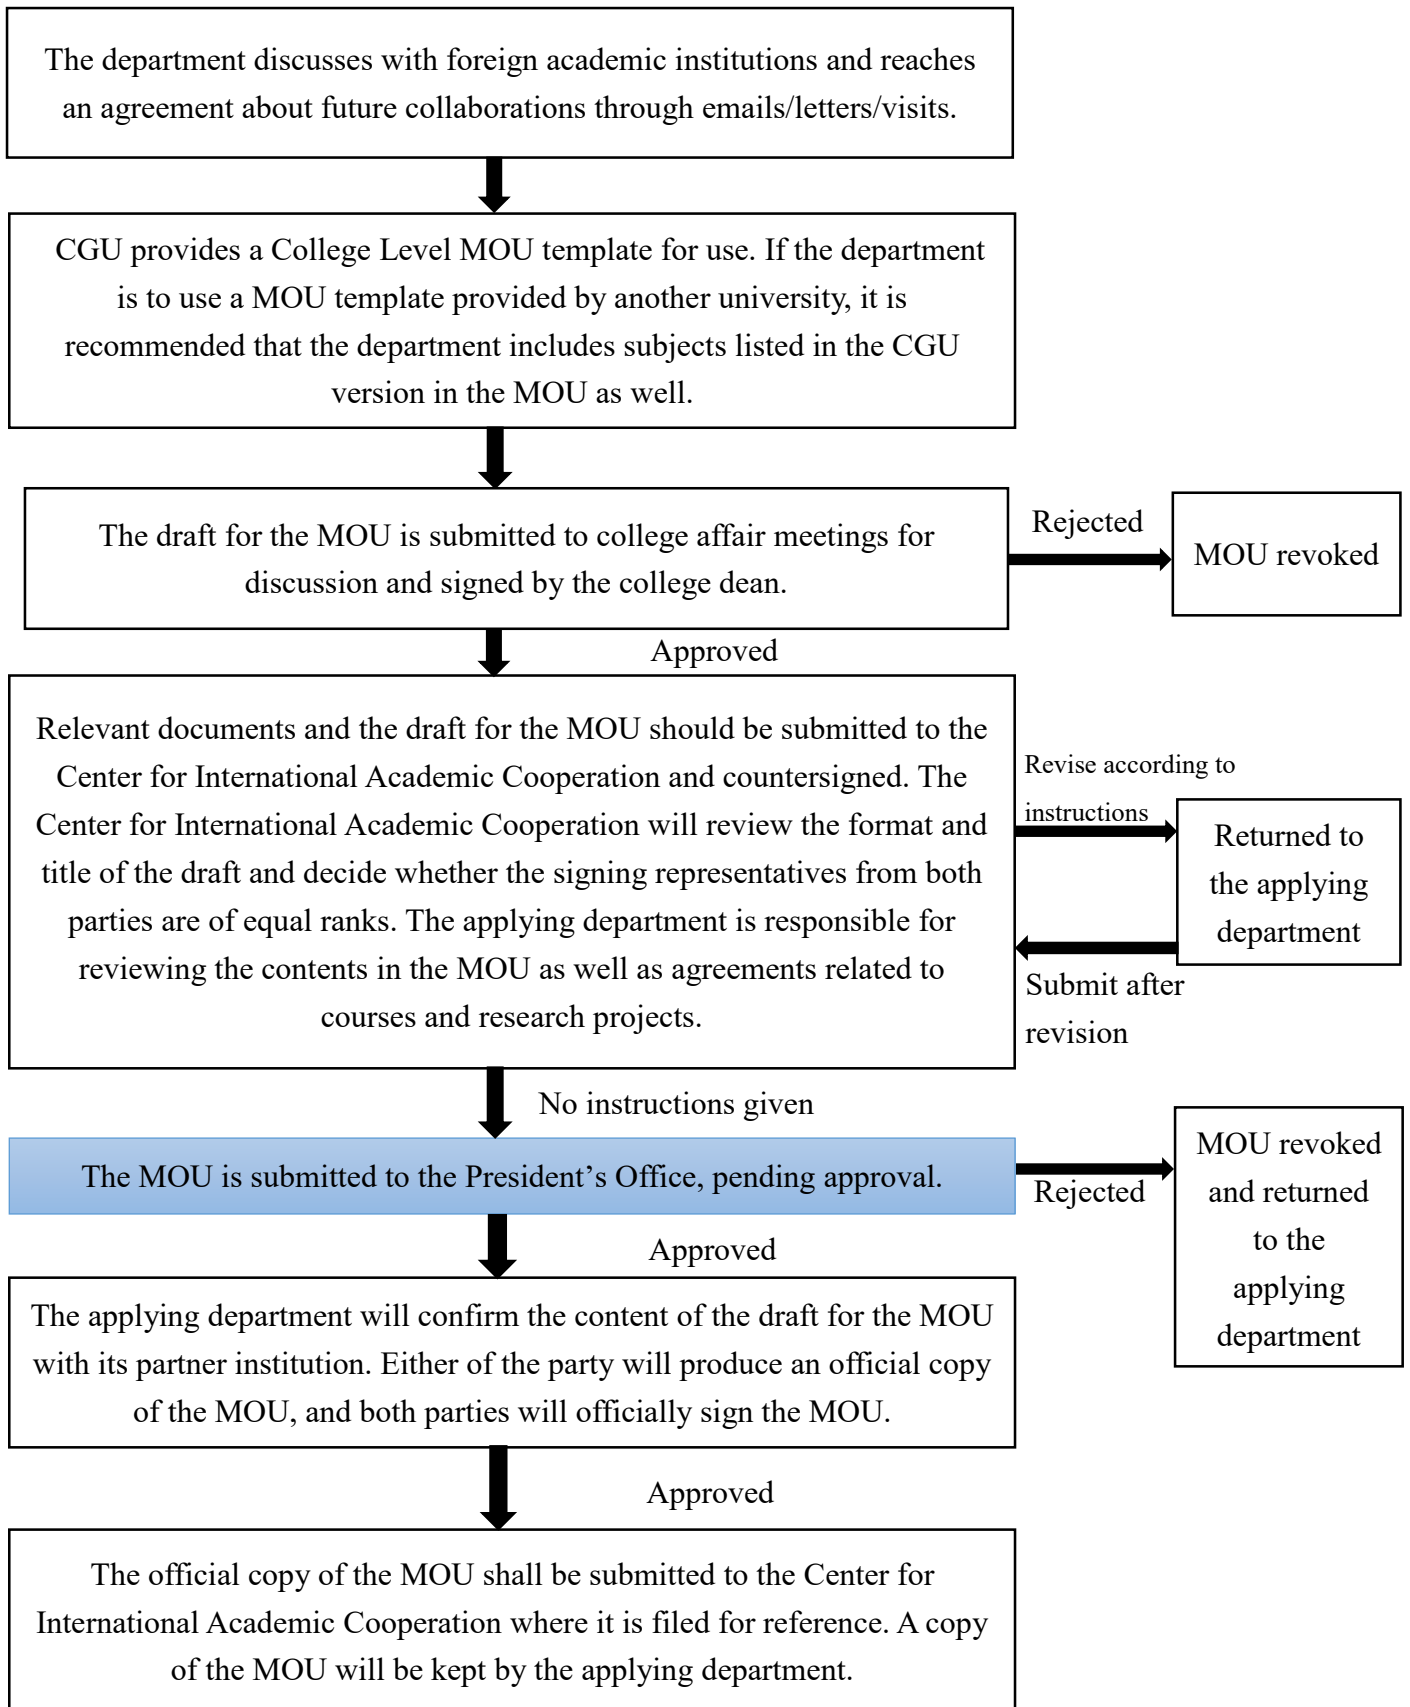 The department discusses with foreign academic institutions and reaches
an agreement about future collaborations through emails/letters/visits.
CGU provides a College Level MOU template for use. If the department
is to use a MOU template provided by another university, it is
recommended that the department includes subjects listed in the CGU
version in the MOU as well.
The draft for the MOU is submitted to college affair meetings for
discussion and signed by the college dean.
Rejected
MOU revoked
Approved
Relevant documents and the draft for the MOU should be submitted to the
Center for International Academic Cooperation and countersigned. The
Center for International Academic Cooperation will review the format and
title of the draft and decide whether the signing representatives from both
parties are of equal ranks. The applying department is responsible for
reviewing the contents in the MOU as well as agreements related to
courses and research projects.
Revise according to
instructions
Returned to
the applying
department
Submit after
revision
No instructions given
The MOU is submitted to the President’s Office, pending approval.
Rejected
MOU revoked
and returned
to the
applying
department
Approved
The applying department will confirm the content of the draft for the MOU
with its partner institution. Either of the party will produce an official copy
of the MOU, and both parties will officially sign the MOU.
Approved
The official copy of the MOU shall be submitted to the Center for
International Academic Cooperation where it is filed for reference. A copy
of the MOU will be kept by the applying department.